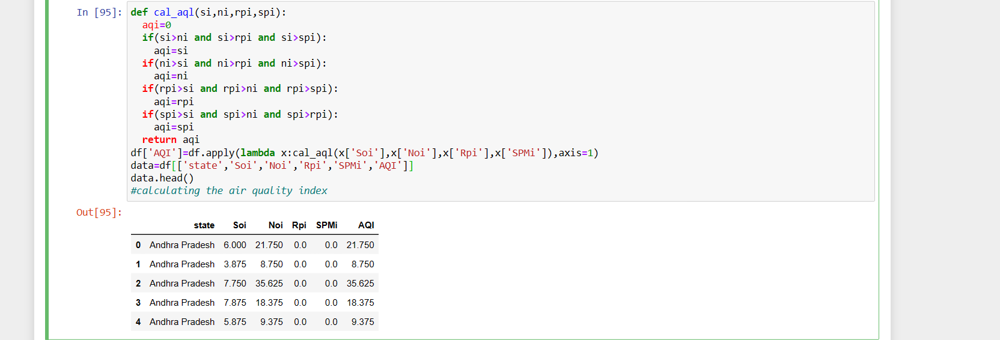 In [95]: def cal_aql(si,ni,rpi,spi):
  aqi=0
  if(si>ni and si>rpi and si>spi):
    aqi=si
  if(ni>si and ni>rpi and ni>spi):
    aqi=ni
  if(rpi>si and rpi>ni and rpi>spi):
    aqi=rpi
  if(spi>si and spi>ni and spi>rpi):
    aqi=spi
  return aqi
df['AQI']=df.apply(lambda x:cal_aql(x['Soi'],x['Noi'],x['Rpi'],x['SPMi']),axis=1)
data=df[['state','Soi','Noi','Rpi','SPMi','AQI']]
data.head()
#calculating the air quality index
Out[95]:
state Soi Noi Rpi SPMi AQI
0 Andhra Pradesh 6.000 21.750 0.0 0.0 21.750
1 Andhra Pradesh 3.875 8.750 0.0 0.0 8.750
2 Andhra Pradesh 7.750 35.625 0.0 0.0 35.625
3 Andhra Pradesh 7.875 18.375 0.0 0.0 18.375
4 Andhra Pradesh 5.875 9.375 0.0 0.0 9.375